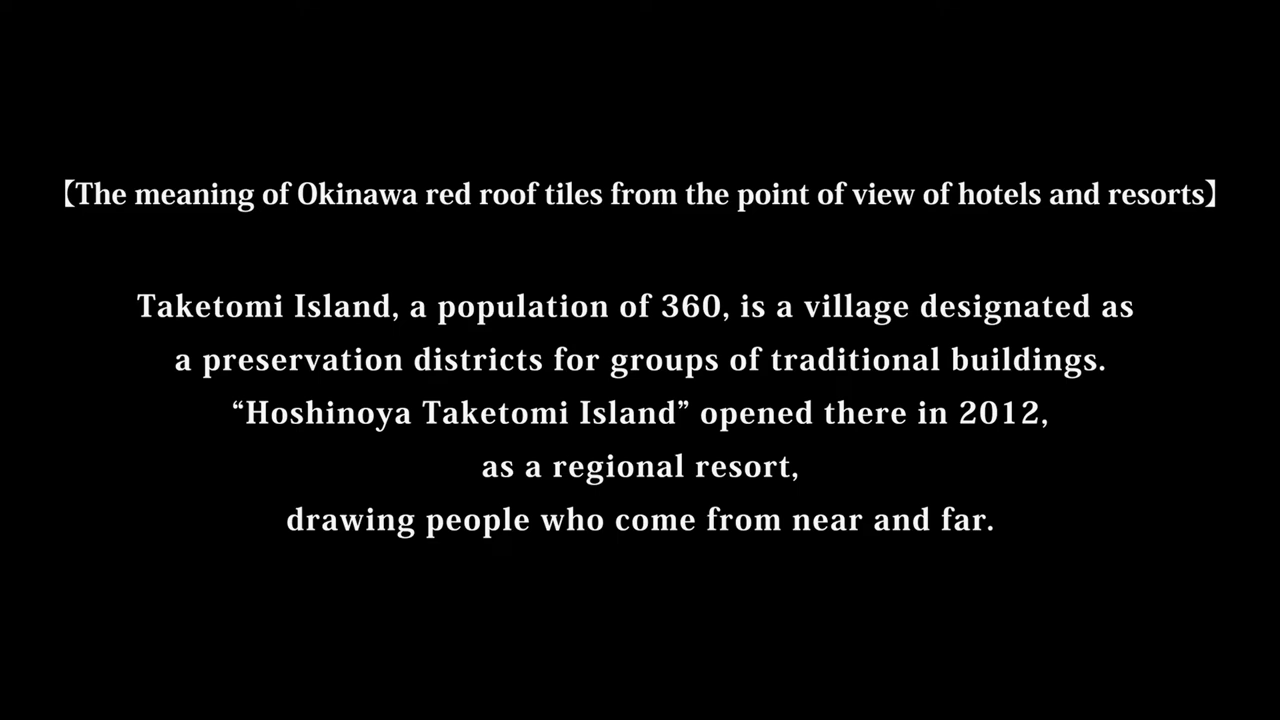 【The meaning of Okinawa red roof tiles from the point of view of hotels and resorts】
Taketomi Island, a population of 360, is a village designated as
a preservation districts for groups of traditional buildings.
“Hoshinoya Taketomi Island” opened there in 2012,
as a regional resort,
drawing people who come from near and far.